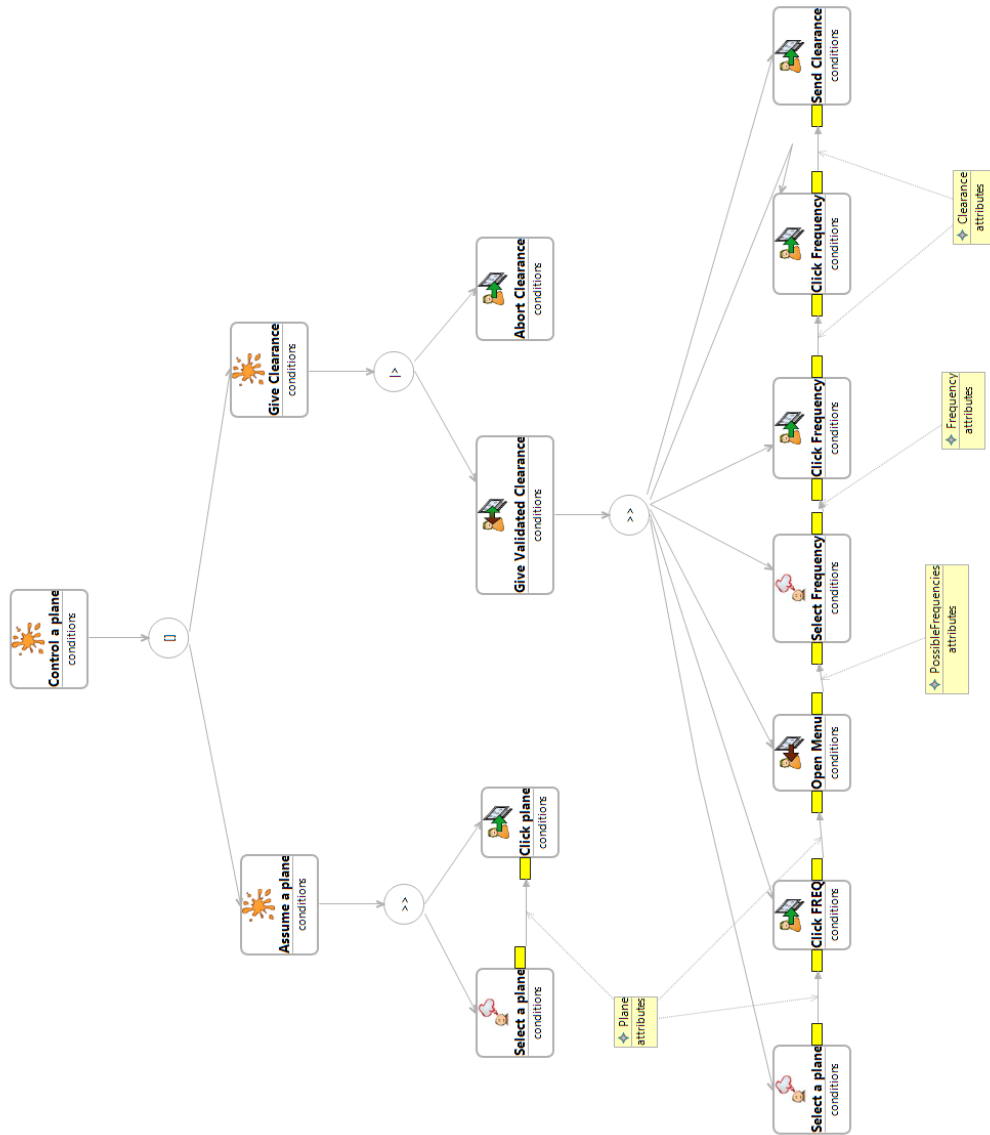 Control a plane
conditions
[]
Assume a plane
conditions
Give Clearance
conditions
>>
|>
Select a plane
conditions
Click plane
conditions
Give Validated Clearance
conditions
Abort Clearance
conditions
>>
Plane
attributes
Select a plane
conditions
Click FREQ
conditions
Open Menu
conditions
Select Frequency
conditions
Click Frequency
conditions
Click Frequency
conditions
Send Clearance
conditions
PossibleFrequencies
attributes
Frequency
attributes
Clearance
attributes